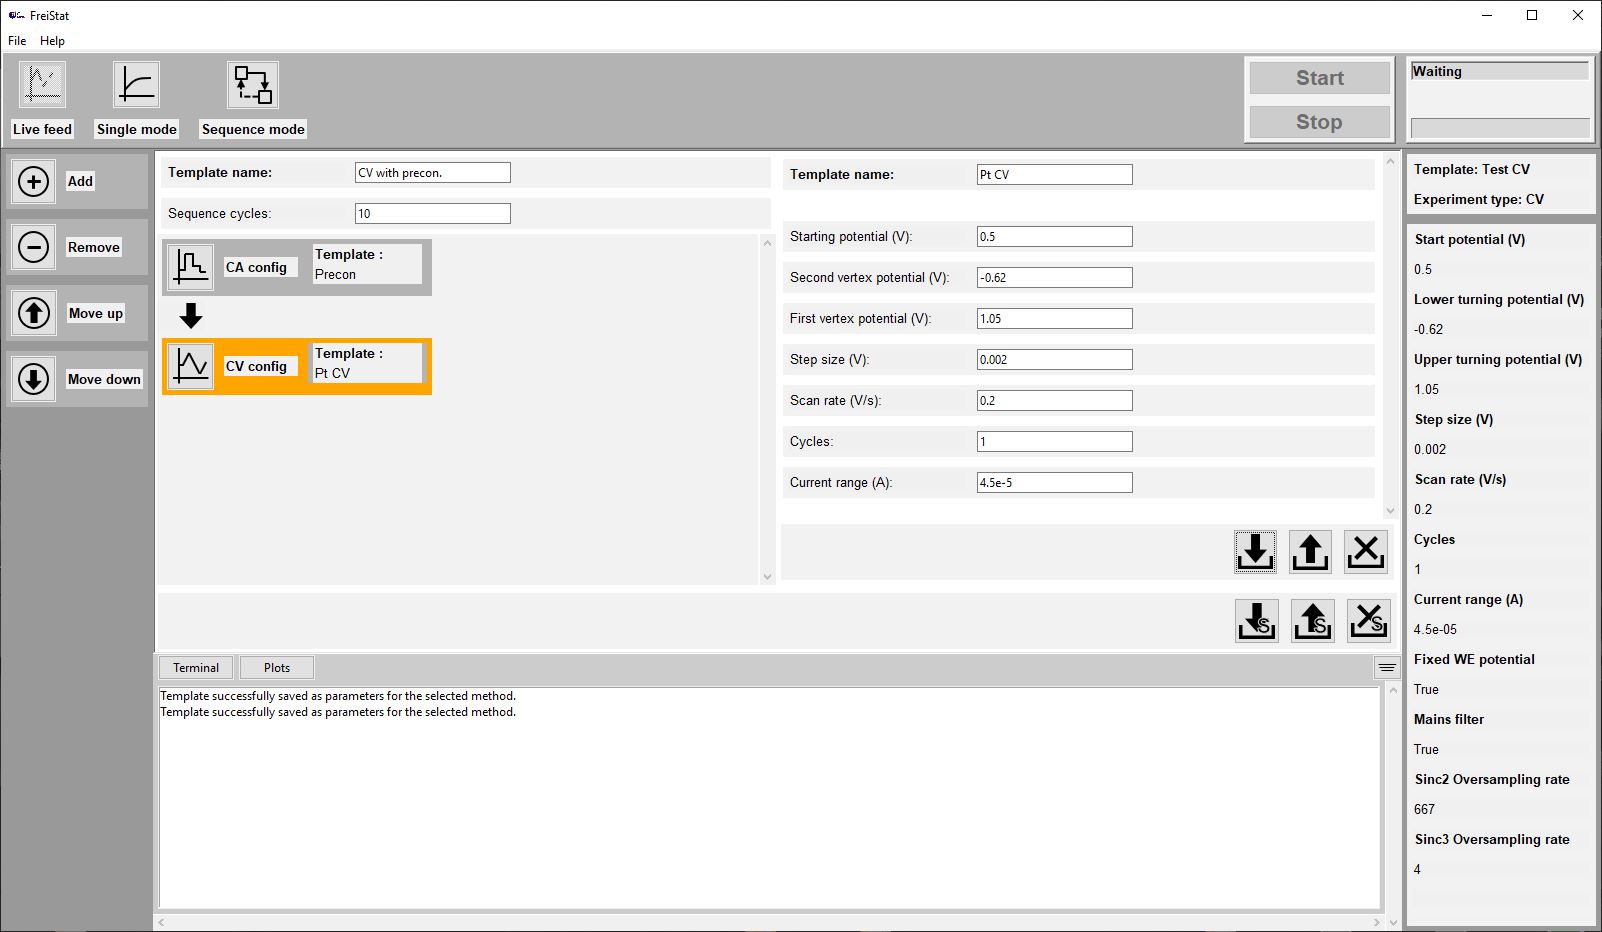 FreiStat
File Help
Live feed
Single mode
Sequence mode
Start
Stop
Waiting
Add
Remove
Move up
Move down
Template name: CV with precon.
Sequence cycles: 10
CA config
Template :
Precon
CV config
Template :
Pt CV
Template name: Pt CV
Starting potential (V): 0.5
Second vertex potential (V): -0.62
First vertex potential (V): 1.05
Step size (V): 0.002
Scan rate (V/s): 0.2
Cycles: 1
Current range (A): 4.5e-5
S S S
Terminal Plots
Template successfully saved as parameters for the selected method.
Template successfully saved as parameters for the selected method.
Template: Test CV
Experiment type: CV
Start potential (V)
0.5
Lower turning potential (V)
-0.62
Upper turning potential (V)
1.05
Step size (V)
0.002
Scan rate (V/s)
0.2
Cycles
1
Current range (A)
4.5e-05
Fixed WE potential
True
Mains filter
True
Sinc2 Oversampling rate
667
Sinc3 Oversampling rate
4